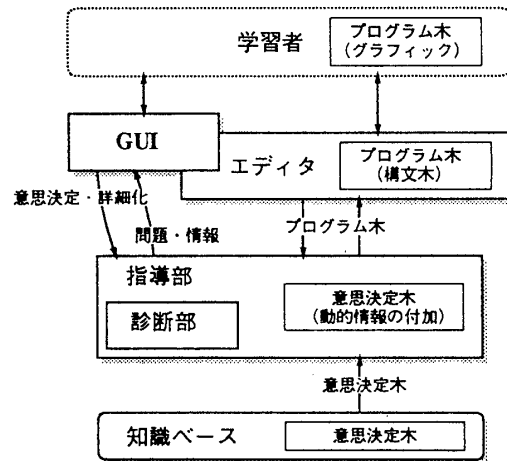 学習者
プログラム木
(グラフィック)
GUI
エディタ
プログラム木
(構文木)
意思決定・詳細化
問題・情報
プログラム木
指導部
診断部
意思決定木
(動的情報の付加)
意思決定木
知識ベース
意思決定木